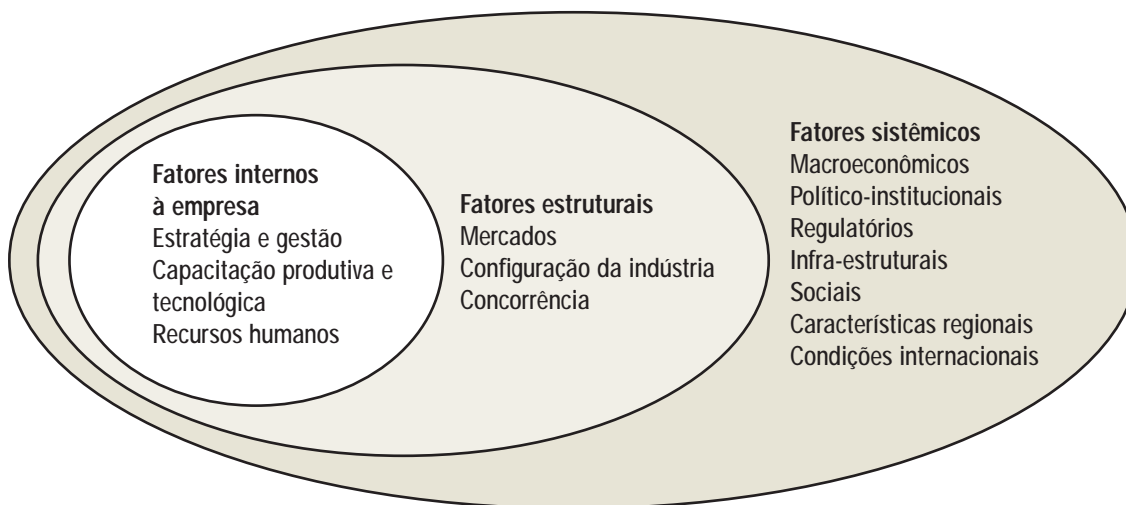 Fatores internos
à empresa
Estratégia e gestão
Capacitação produtiva e
tecnológica
Recursos humanos
Fatores estruturais
Mercados
Configuração da indústria
Concorrência
Fatores sistêmicos
Macroeconômicos
Político-institucionais
Regulatórios
Infra-estruturais
Sociais
Características regionais
Condições internacionais